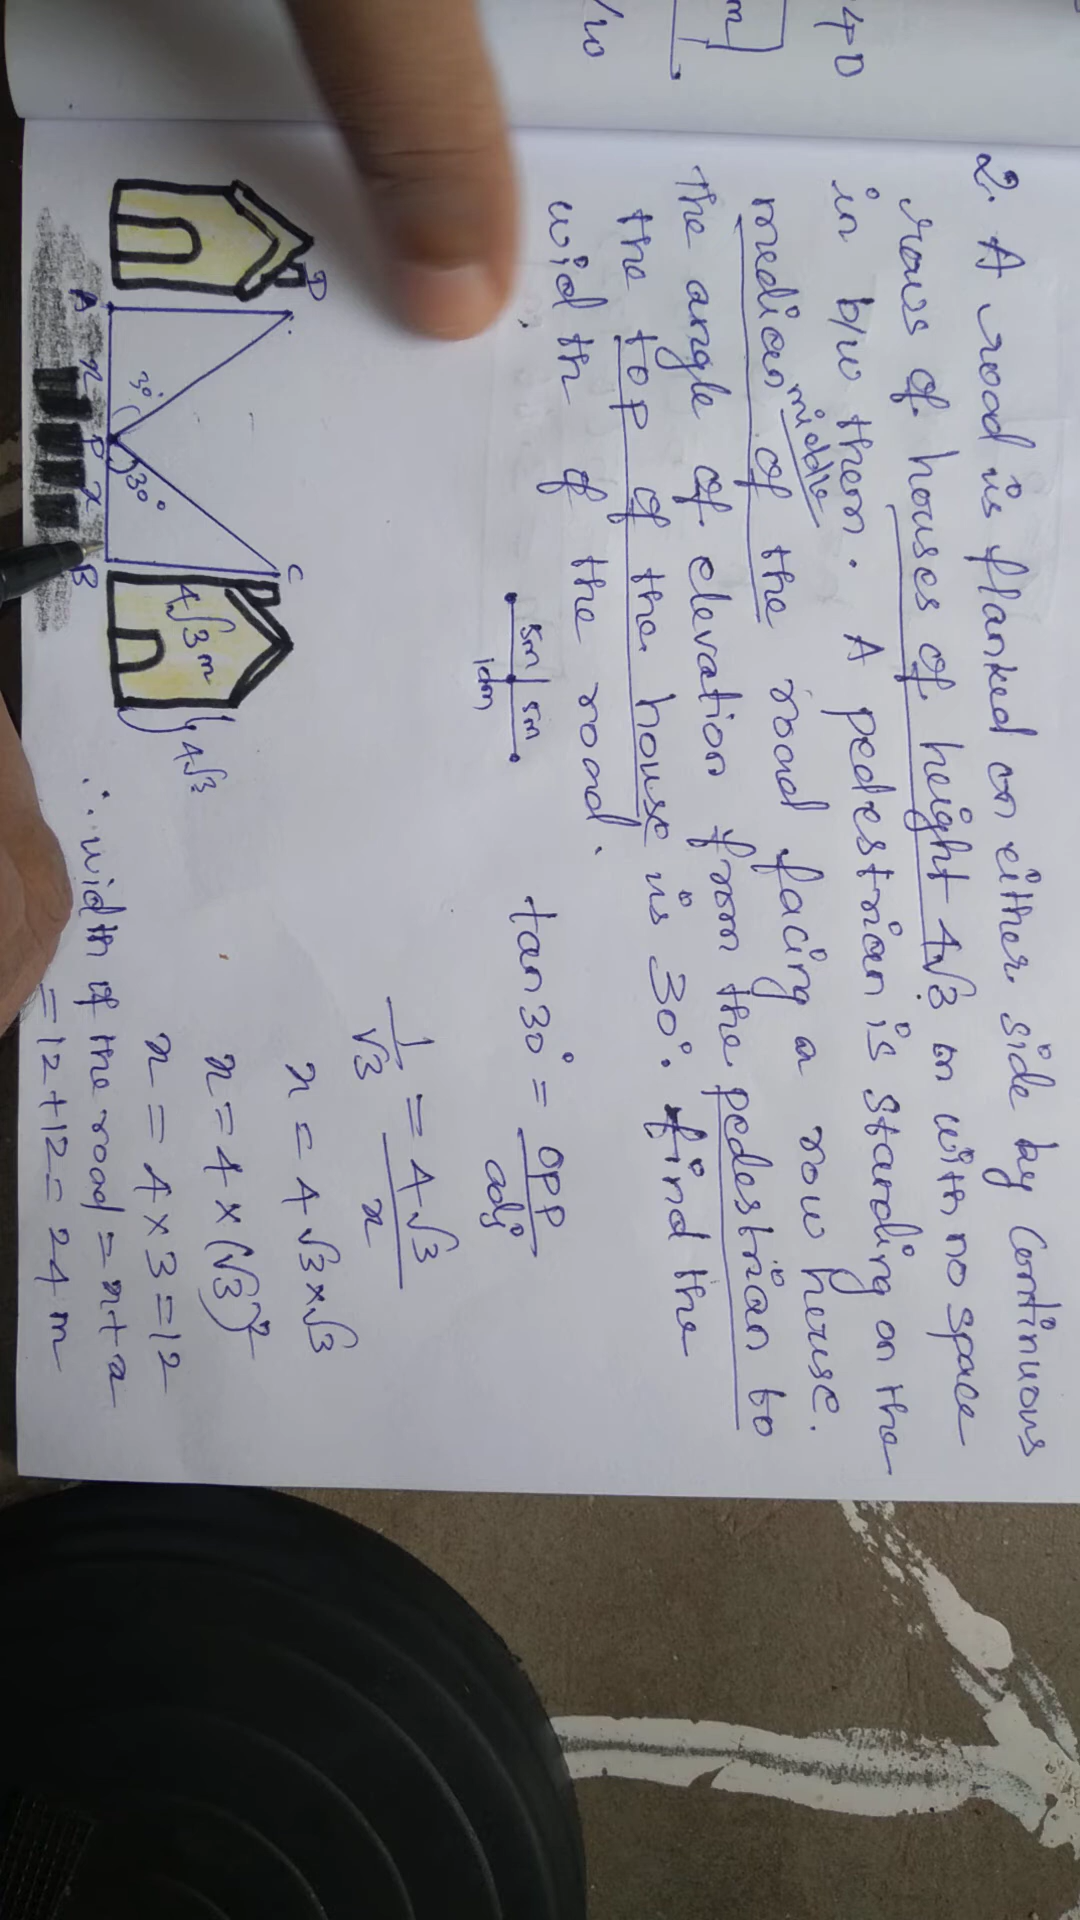 40
m
2. A road is flanked on either side by continuous
rows of houses of height 4√3 m with no space
in b/w them. A pedestrian is standing on the
median middle of the road facing a row house.
The angle of elevation from the pedestrian to
the top of the house is 30°. find the
width of the road.
5m 5m
10m
tan 30° = opp/adj
1/√3 = 4√3/x
x = 4√3×√3
x = 4×(√3)²
x = 4×3=12
∴ width of the road = x+x
=12+12= 24 m
D
C
30°
30°
4√3 m
4√3
A x P x B